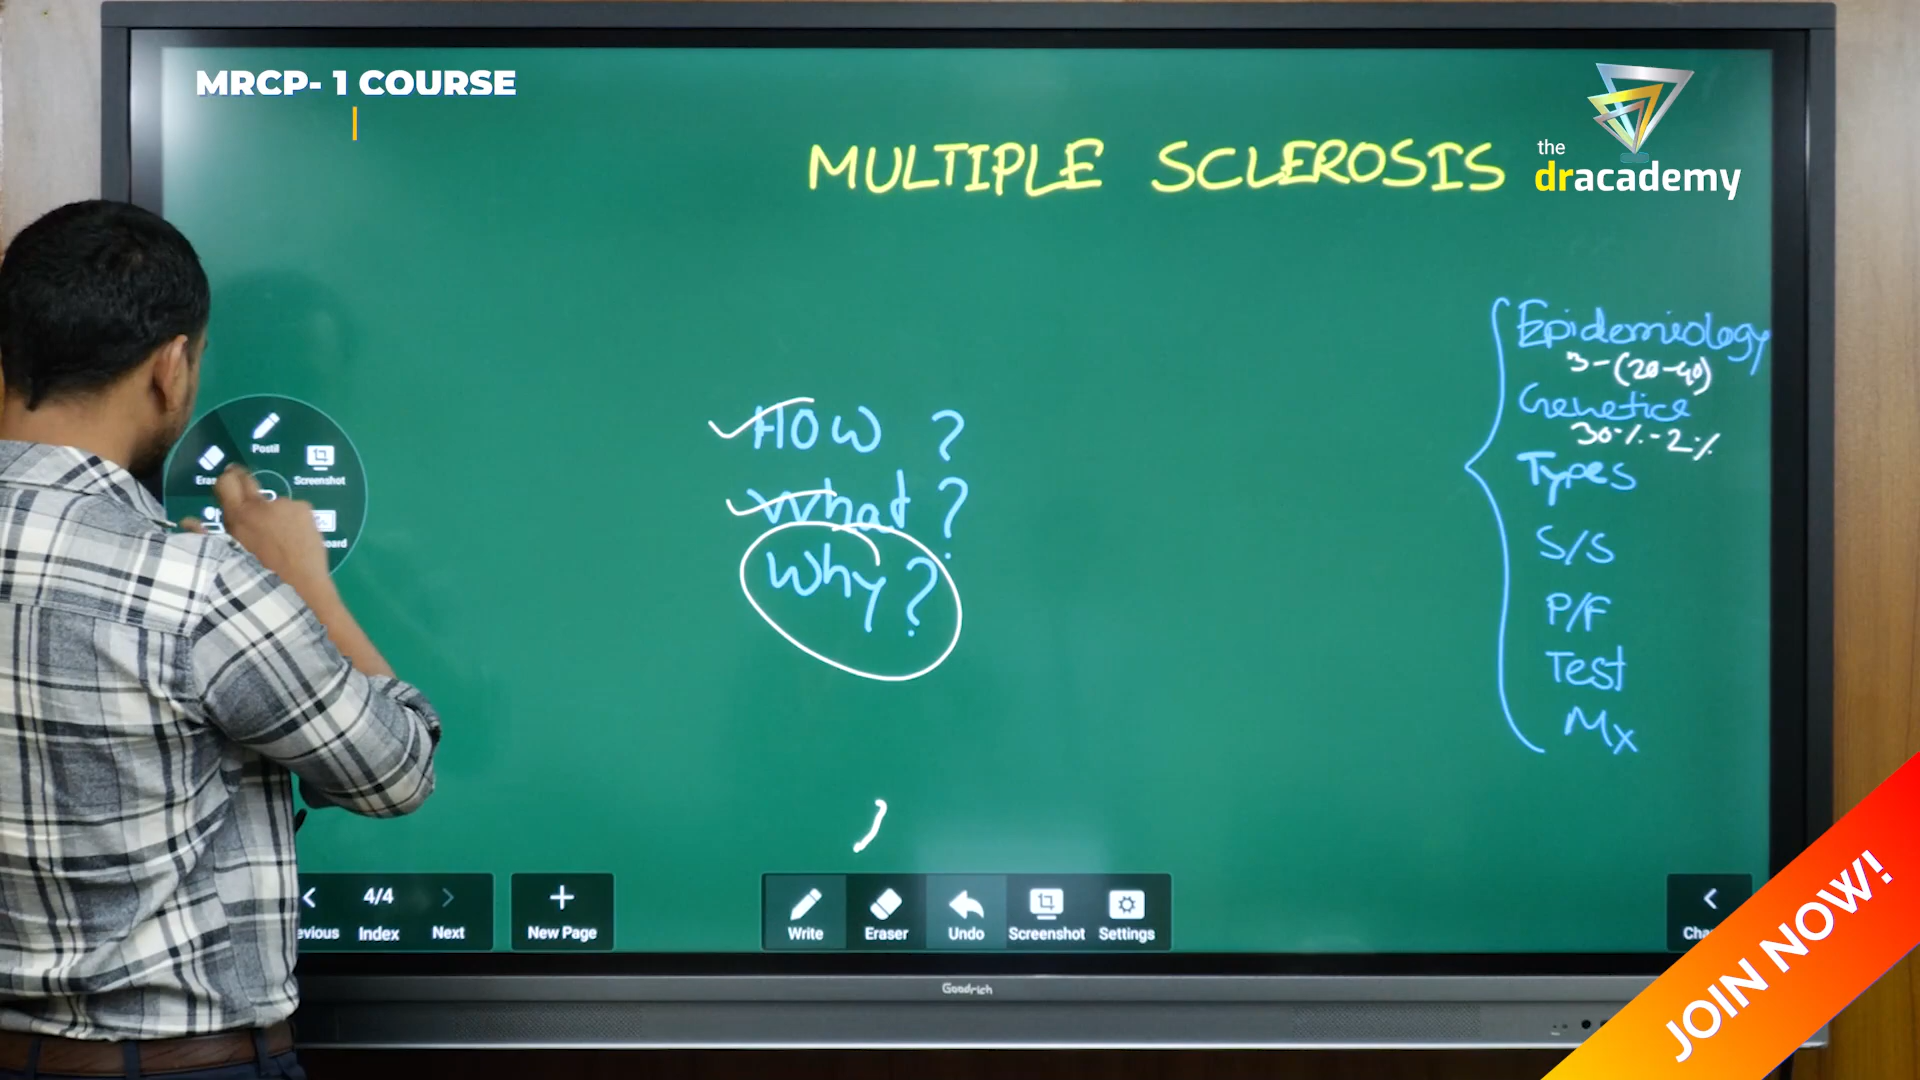 MRCP- 1 COURSE
the
dracademy
MULTIPLE SCLEROSIS
HOW ?
What ?
Why ?
Epidemiology
3-(20-40)
Genetics
30%-2%
Types
S/S
P/F
Test
Mx
Postil
Screenshot
4/4
Index
Next
New Page
Write
Eraser
Undo
Screenshot
Settings
Goodrich
JOIN NOW!